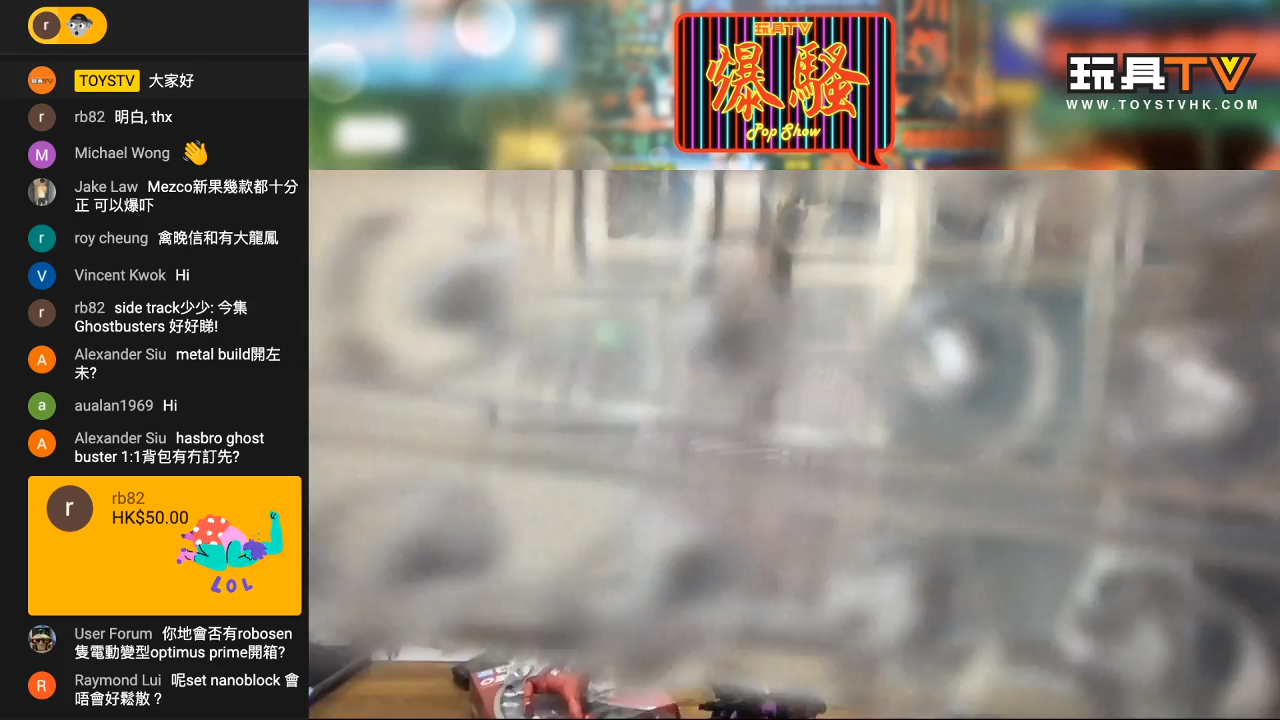 r
TOYSTV 大家好
r rb82 明白, thx
M Michael Wong 👋
Jake Law Mezco新果幾款都十分
正 可以爆吓
r roy cheung 禽晚信和有大龍鳳
V Vincent Kwok Hi
r rb82 side track少少: 今集
Ghostbusters 好好睇!
A Alexander Siu metal build開左
未?
a aualan1969 Hi
A Alexander Siu hasbro ghost
buster 1:1背包有冇訂先?
r rb82
HK$50.00
LOL
User Forum 你地會否有robosen
隻電動變型optimus prime開箱?
R Raymond Lui 呢set nanoblock 會
唔會好鬆散 ?
玩具TV
爆騷
Pop Show
玩具TV
WWW.TOYSTVHK.COM